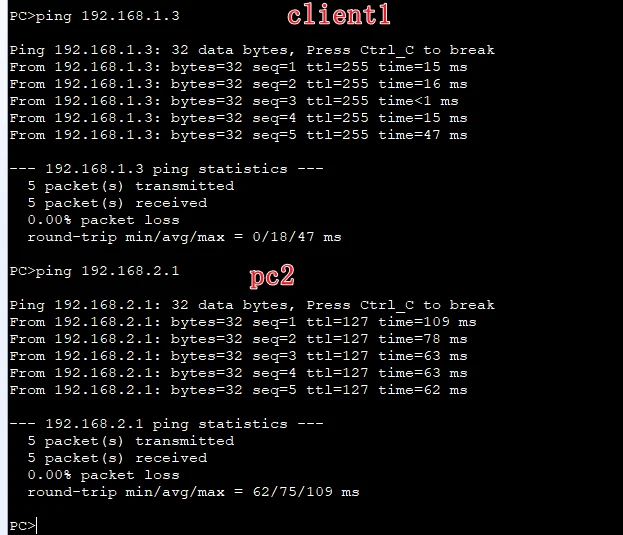 PC>ping 192.168.1.3 client1
Ping 192.168.1.3: 32 data bytes, Press Ctrl_C to break
From 192.168.1.3: bytes=32 seq=1 ttl=255 time=15 ms
From 192.168.1.3: bytes=32 seq=2 ttl=255 time=16 ms
From 192.168.1.3: bytes=32 seq=3 ttl=255 time<1 ms
From 192.168.1.3: bytes=32 seq=4 ttl=255 time=15 ms
From 192.168.1.3: bytes=32 seq=5 ttl=255 time=47 ms
--- 192.168.1.3 ping statistics ---
5 packet(s) transmitted
5 packet(s) received
0.00% packet loss
round-trip min/avg/max = 0/18/47 ms
PC>ping 192.168.2.1 pc2
Ping 192.168.2.1: 32 data bytes, Press Ctrl_C to break
From 192.168.2.1: bytes=32 seq=1 ttl=127 time=109 ms
From 192.168.2.1: bytes=32 seq=2 ttl=127 time=78 ms
From 192.168.2.1: bytes=32 seq=3 ttl=127 time=63 ms
From 192.168.2.1: bytes=32 seq=4 ttl=127 time=63 ms
From 192.168.2.1: bytes=32 seq=5 ttl=127 time=62 ms
--- 192.168.2.1 ping statistics ---
5 packet(s) transmitted
5 packet(s) received
0.00% packet loss
round-trip min/avg/max = 62/75/109 ms
PC>